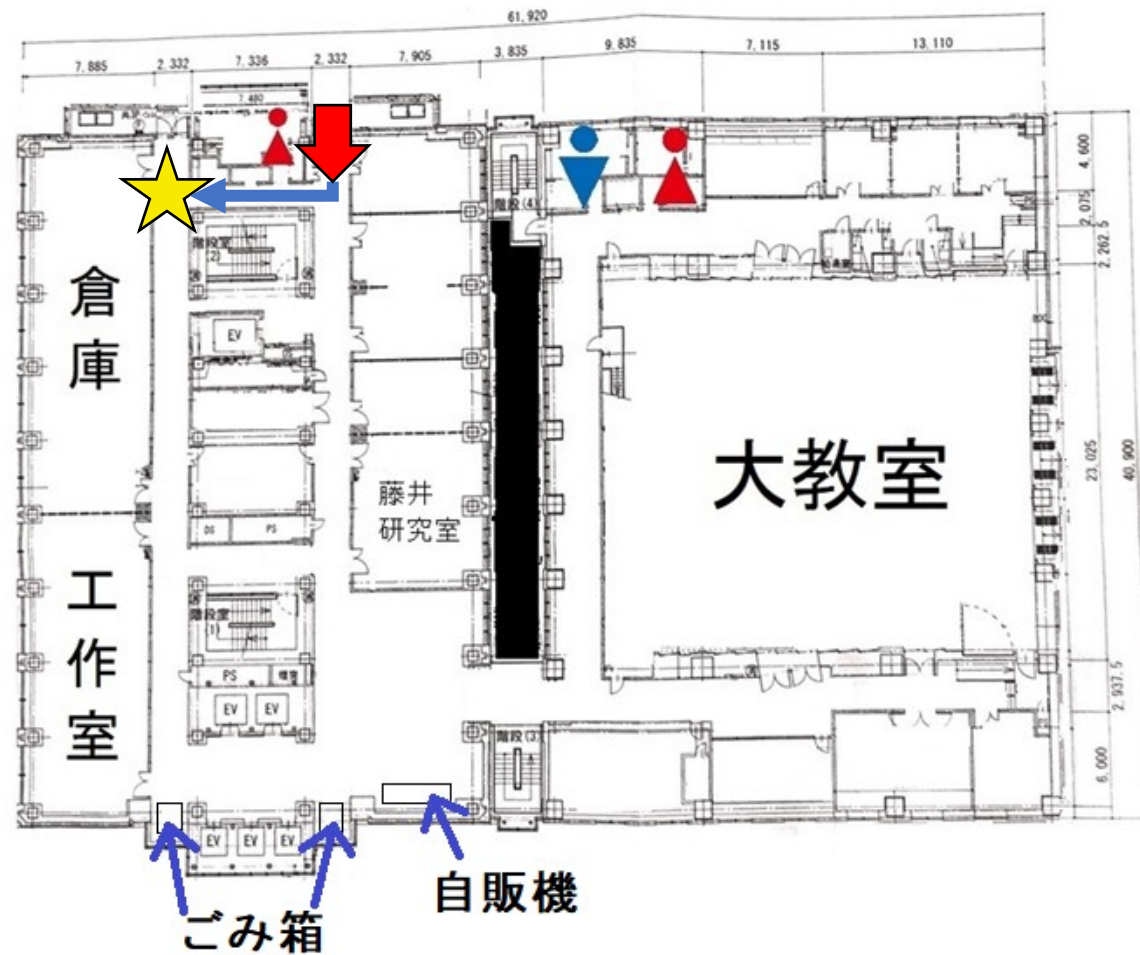 61,920
7,885 2,332 7,336 2,332 7,905 3,835 9,835 7,115 13,110
7,480
4,600
2,075
2,262.5
階段(4)
階段室
(2)
倉庫
EV
大教室
23,025
40,900
藤井
研究室
DS PS
工作室
階段室
(1)
PS
EV EV
2,937.5
階段(3)
6,000
EV EV EV
自販機
ごみ箱